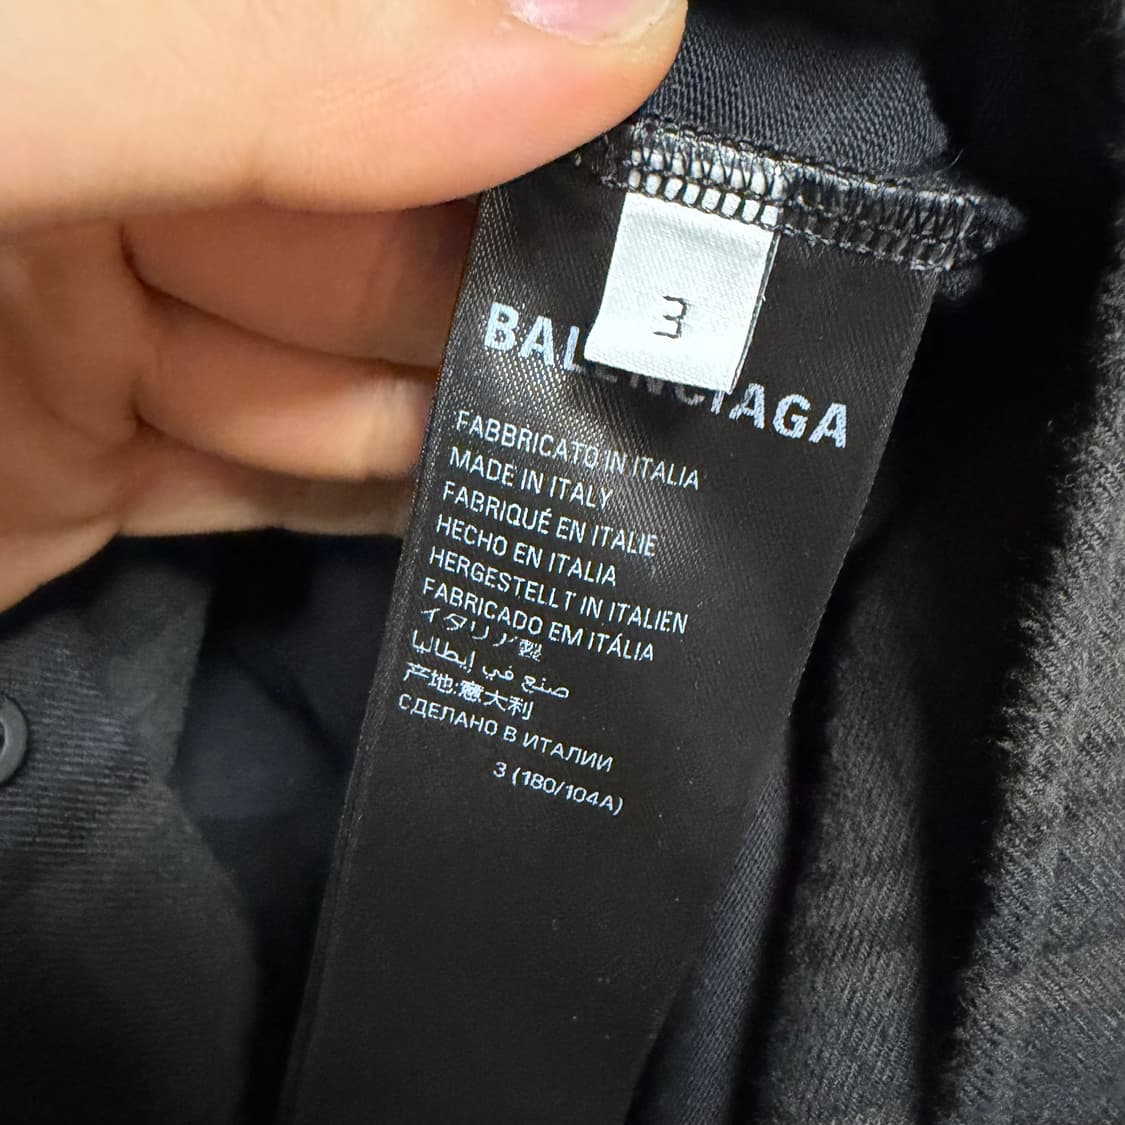 3
BALENCIAGA
FABBRICATO IN ITALIA
MADE IN ITALY
FABRIQUÉ EN ITALIE
HECHO EN ITALIA
HERGESTELLT IN ITALIEN
FABRICADO EM ITÁLIA
イタリア製
صنع في إيطاليا
产地:意大利
СДЕЛАНО В ИТАЛИИ
3 (180/104A)